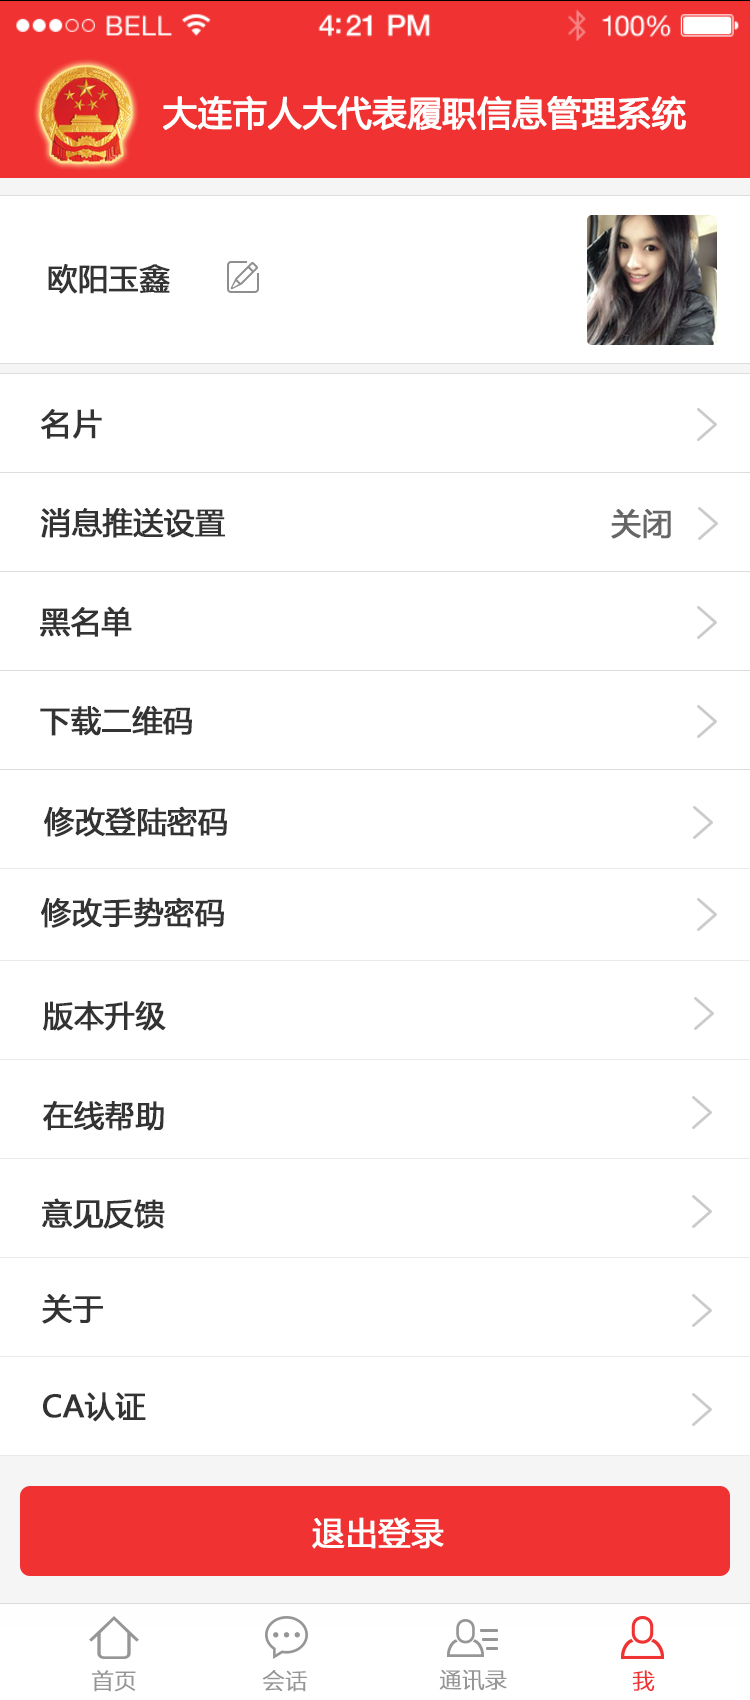 BELL 4:21 PM 100%
大连市人大代表履职信息管理系统
欧阳玉鑫
名片
消息推送设置 关闭
黑名单
下载二维码
修改登陆密码
修改手势密码
版本升级
在线帮助
意见反馈
关于
CA认证
退出登录
首页 会话 通讯录 我